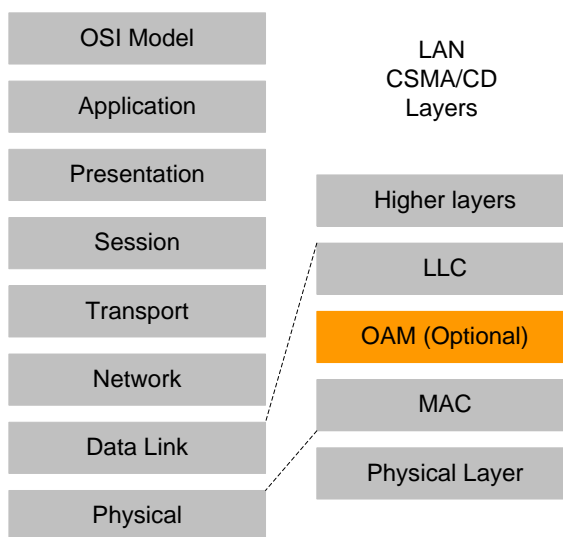 OSI Model
Application
Presentation
Session
Transport
Network
Data Link
Physical
LAN
CSMA/CD
Layers
Higher layers
LLC
OAM (Optional)
MAC
Physical Layer